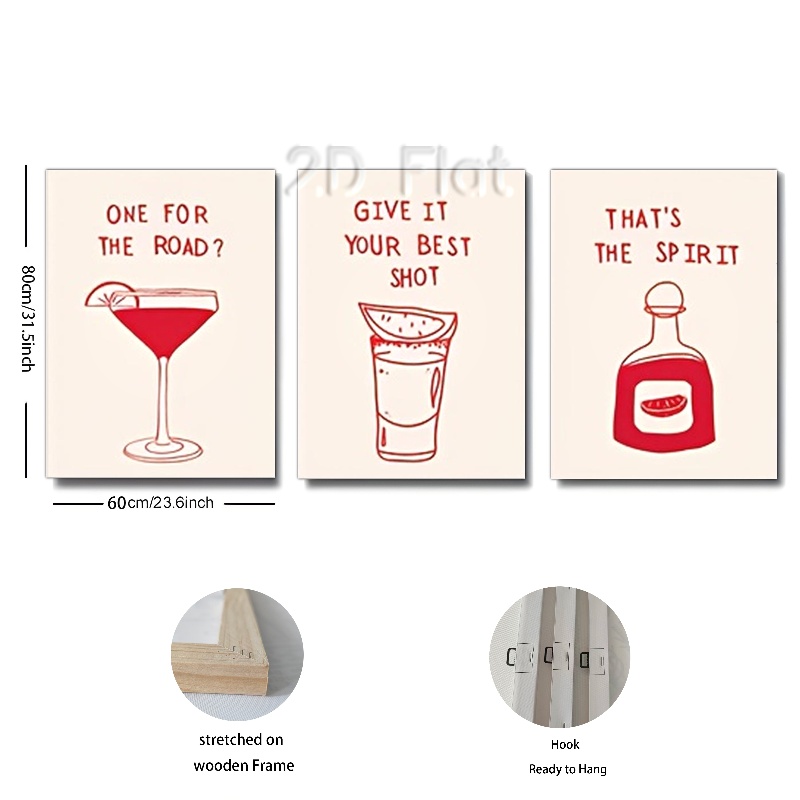 2D Flat
ONE FOR
THE ROAD?
GIVE IT
YOUR BEST
SHOT
THAT'S
THE SPIRIT
80cm/31.5inch
60cm/23.6inch
stretched on
wooden Frame
Hook
Ready to Hang